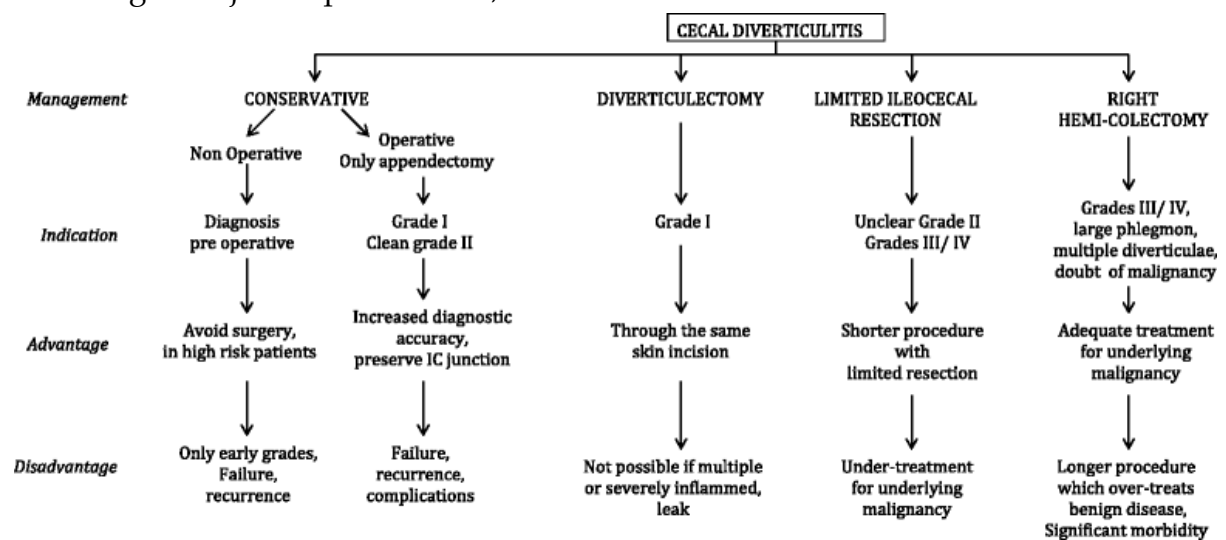 CECAL DIVERTICULITIS
Management
CONSERVATIVE
DIVERTICULECTOMY
LIMITED ILEOCECAL
RESECTION
RIGHT
HEMI-COLECTOMY
Non Operative
Operative
Only appendectomy
Indication
Diagnosis
pre operative
Grade I
Clean grade II
Grade I
Unclear Grade II
Grades III/ IV
Grades III/ IV,
large phlegmon,
multiple diverticulae,
doubt of malignancy
Advantage
Avoid surgery,
in high risk patients
Increased diagnostic
accuracy,
preserve IC junction
Through the same
skin incision
Shorter procedure
with
limited resection
Adequate treatment
for underlying
malignancy
Disadvantage
Only early grades,
Failure,
recurrence
Failure,
recurrence,
complications
Not possible if multiple
or severely inflammed,
leak
Under-treatment
for underlying
malignancy
Longer procedure
which over-treats
benign disease,
Significant morbidity